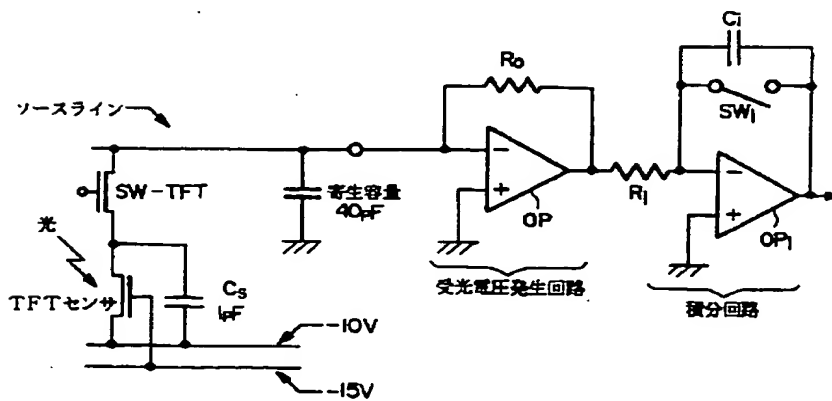 ソースライン
SW-TFT
光
TFTセンサ
Cs
1pF
-10V
-15V
寄生容量
40pF
Ro
-
+
OP
受光電圧発生回路
R1
Ci
SW1
-
+
OP1
積分回路